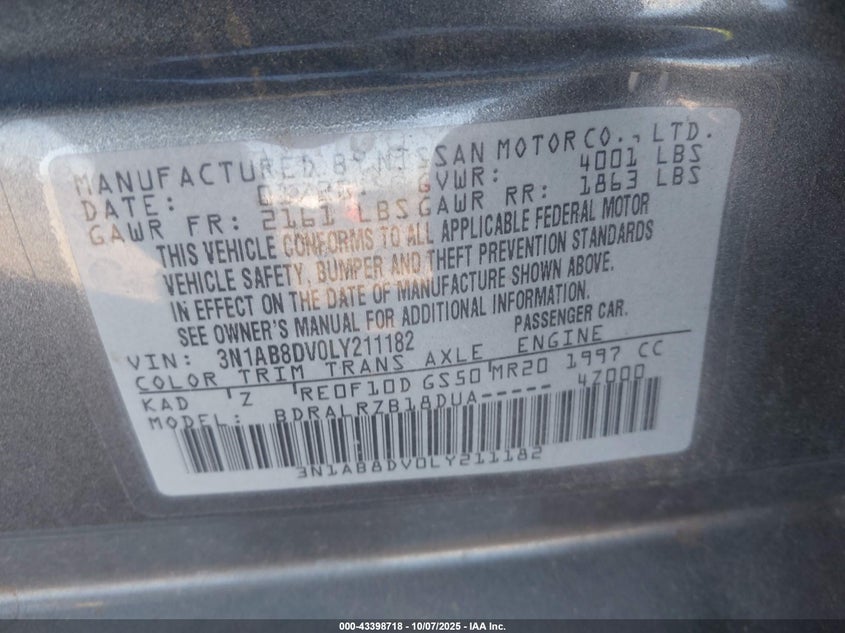 MANUFACTURED BY NISSAN MOTOR CO., LTD.
DATE: GVWR: 4001 LBS
GAWR FR: 2161 LBS GAWR RR: 1863 LBS
THIS VEHICLE CONFORMS TO ALL APPLICABLE FEDERAL MOTOR
VEHICLE SAFETY, BUMPER AND THEFT PREVENTION STANDARDS
IN EFFECT ON THE DATE OF MANUFACTURE SHOWN ABOVE.
SEE OWNER'S MANUAL FOR ADDITIONAL INFORMATION.
VIN: 3N1AB8DV0LY211182 PASSENGER CAR.
COLOR TRIM TRANS AXLE ENGINE
KAD Z RE0F10D GS50 MR20 1997 CC
MODEL: BDRALRZB18DUA----- 4Z000
3N1AB8DV0LY211182
000-43398718 | 10/07/2025 - IAA Inc.